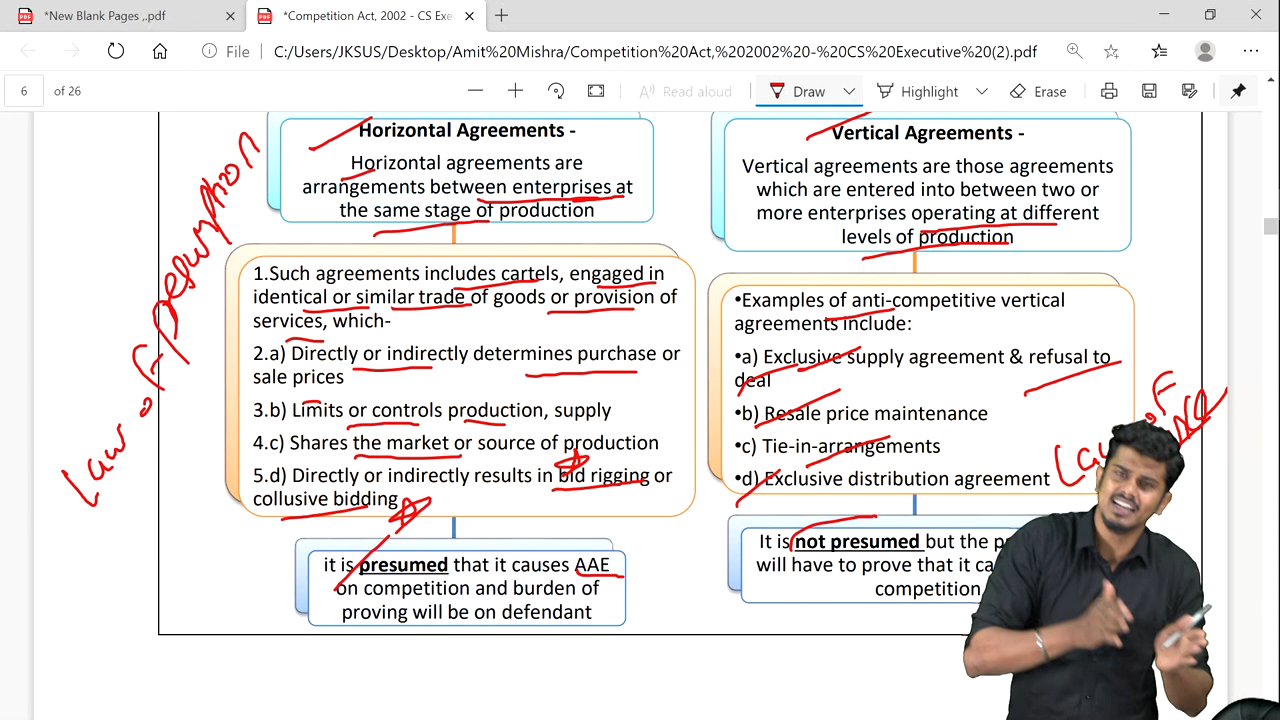 *New Blank Pages ,.pdf
*Competition Act, 2002 - CS Exe
File
C:/Users/JKSUS/Desktop/Amit%20Mishra/Competition%20Act,%202002%20-%20CS%20Executive%20(2).pdf
6 of 26
Read aloud
Draw
Highlight
Erase
Horizontal Agreements -
Horizontal agreements are
arrangements between enterprises at
the same stage of production
1.Such agreements includes cartels, engaged in
identical or similar trade of goods or provision of
services, which-
2.a) Directly or indirectly determines purchase or
sale prices
3.b) Limits or controls production, supply
4.c) Shares the market or source of production
5.d) Directly or indirectly results in bid rigging or
collusive bidding
it is presumed that it causes AAE
on competition and burden of
proving will be on defendant
Law of Presumption
Vertical Agreements -
Vertical agreements are those agreements
which are entered into between two or
more enterprises operating at different
levels of production
•Examples of anti-competitive vertical
agreements include:
•a) Exclusive supply agreement & refusal to
deal
•b) Resale price maintenance
•c) Tie-in-arrangements
•d) Exclusive distribution agreement
It is not presumed but the
will have to prove that it
competition
of